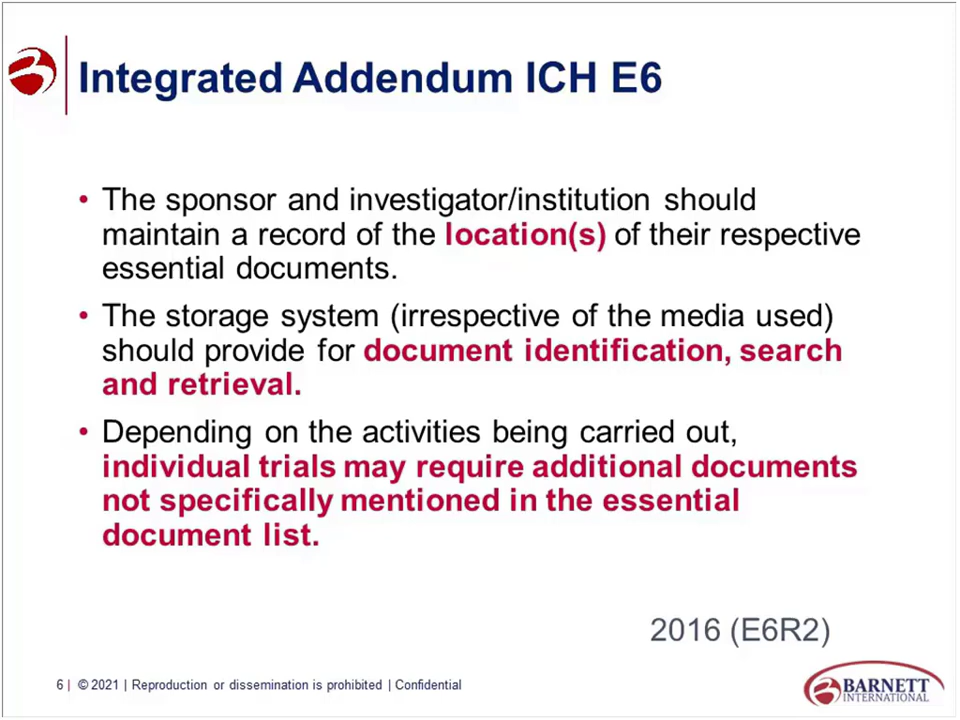 Integrated Addendum ICH E6
• The sponsor and investigator/institution should
maintain a record of the location(s) of their respective
essential documents.
• The storage system (irrespective of the media used)
should provide for document identification, search
and retrieval.
• Depending on the activities being carried out,
individual trials may require additional documents
not specifically mentioned in the essential
document list.
2016 (E6R2)
6 | © 2021 | Reproduction or dissemination is prohibited | Confidential
BARNETT
INTERNATIONAL